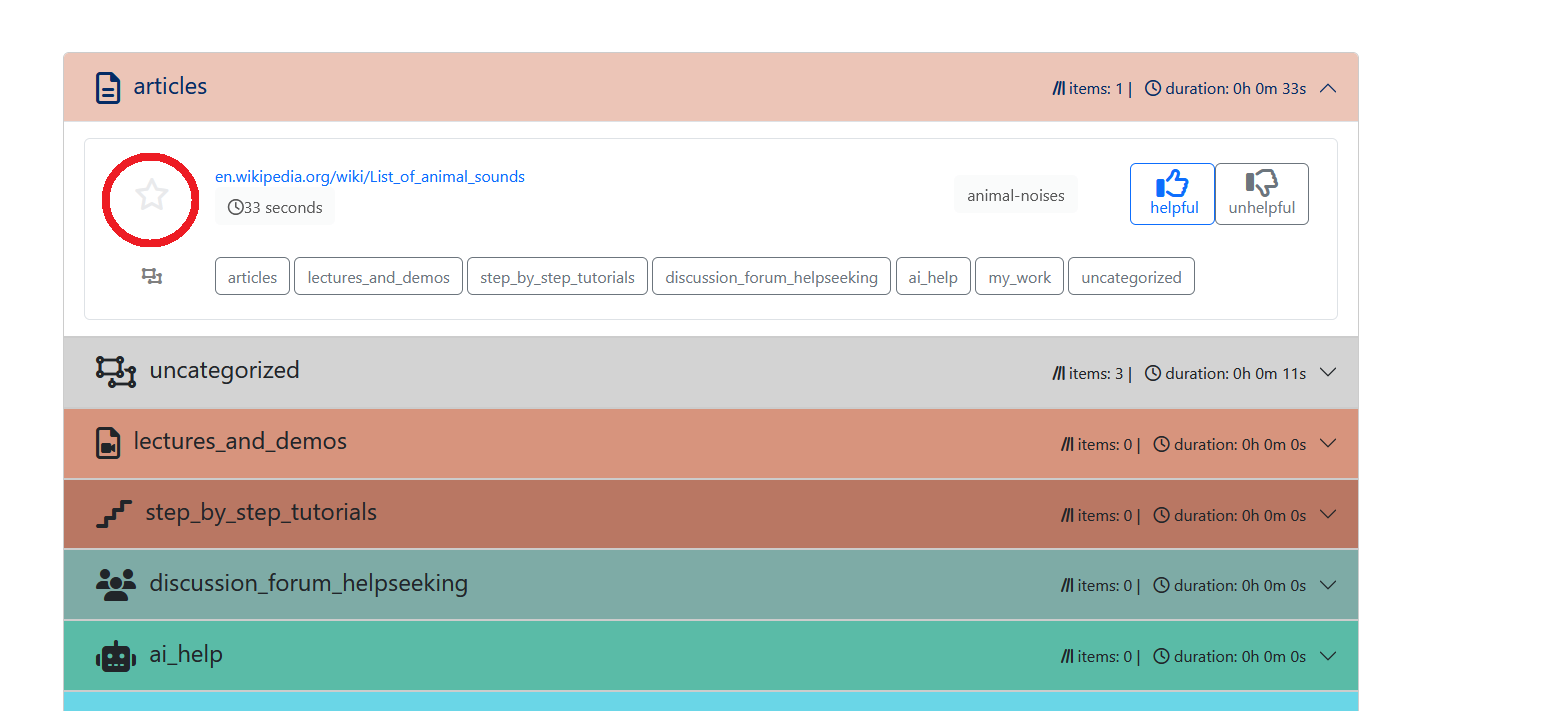 articles
items: 1 | duration: 0h 0m 33s
en.wikipedia.org/wiki/List_of_animal_sounds
33 seconds
animal-noises
helpful
unhelpful
articles lectures_and_demos step_by_step_tutorials discussion_forum_helpseeking ai_help my_work uncategorized
uncategorized
items: 3 | duration: 0h 0m 11s
lectures_and_demos
items: 0 | duration: 0h 0m 0s
step_by_step_tutorials
items: 0 | duration: 0h 0m 0s
discussion_forum_helpseeking
items: 0 | duration: 0h 0m 0s
ai_help
items: 0 | duration: 0h 0m 0s